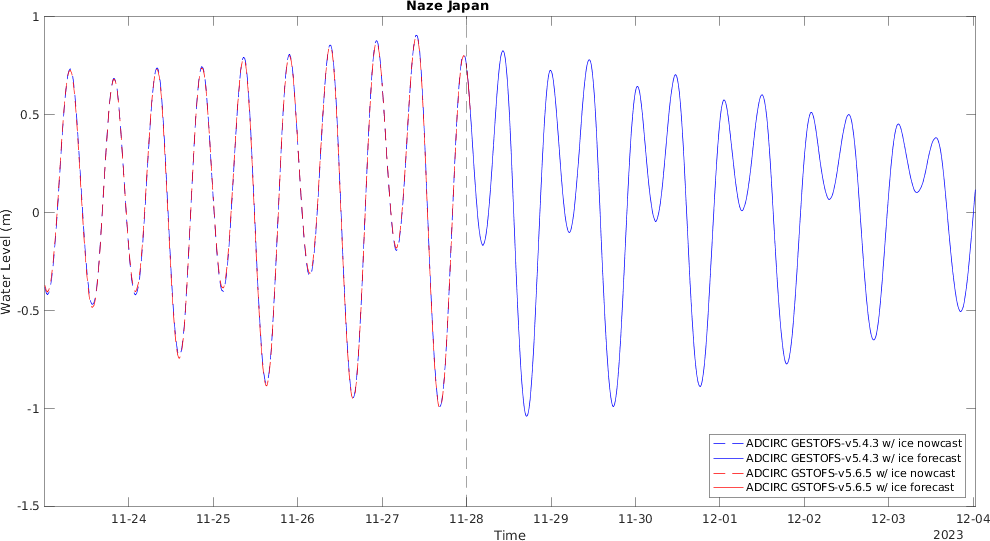 Naze Japan
1
0.5
0
-0.5
-1
-1.5
Water Level (m)
11-24 11-25 11-26 11-27 11-28 11-29 11-30 12-01 12-02 12-03 12-04
Time
2023
ADCIRC GESTOFS-v5.4.3 w/ ice nowcast
ADCIRC GESTOFS-v5.4.3 w/ ice forecast
ADCIRC GSTOFS-v5.6.5 w/ ice nowcast
ADCIRC GSTOFS-v5.6.5 w/ ice forecast